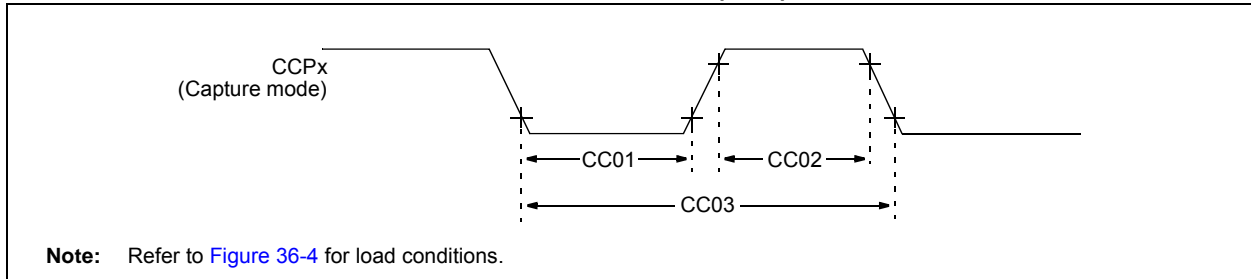 CCPx
(Capture mode)
CC01
CC02
CC03
Note: Refer to Figure 36-4 for load conditions.